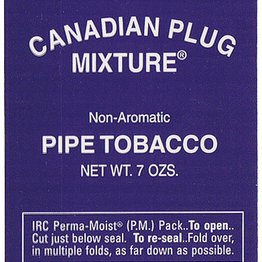 CANADIAN PLUG
MIXTURE®
Non-Aromatic
PIPE TOBACCO
NET WT. 7 OZS.
IRC Perma-Moist® (P.M.) Pack..To open..
Cut just below seal. To re-seal..Fold over,
in multiple folds, as far down as possible.